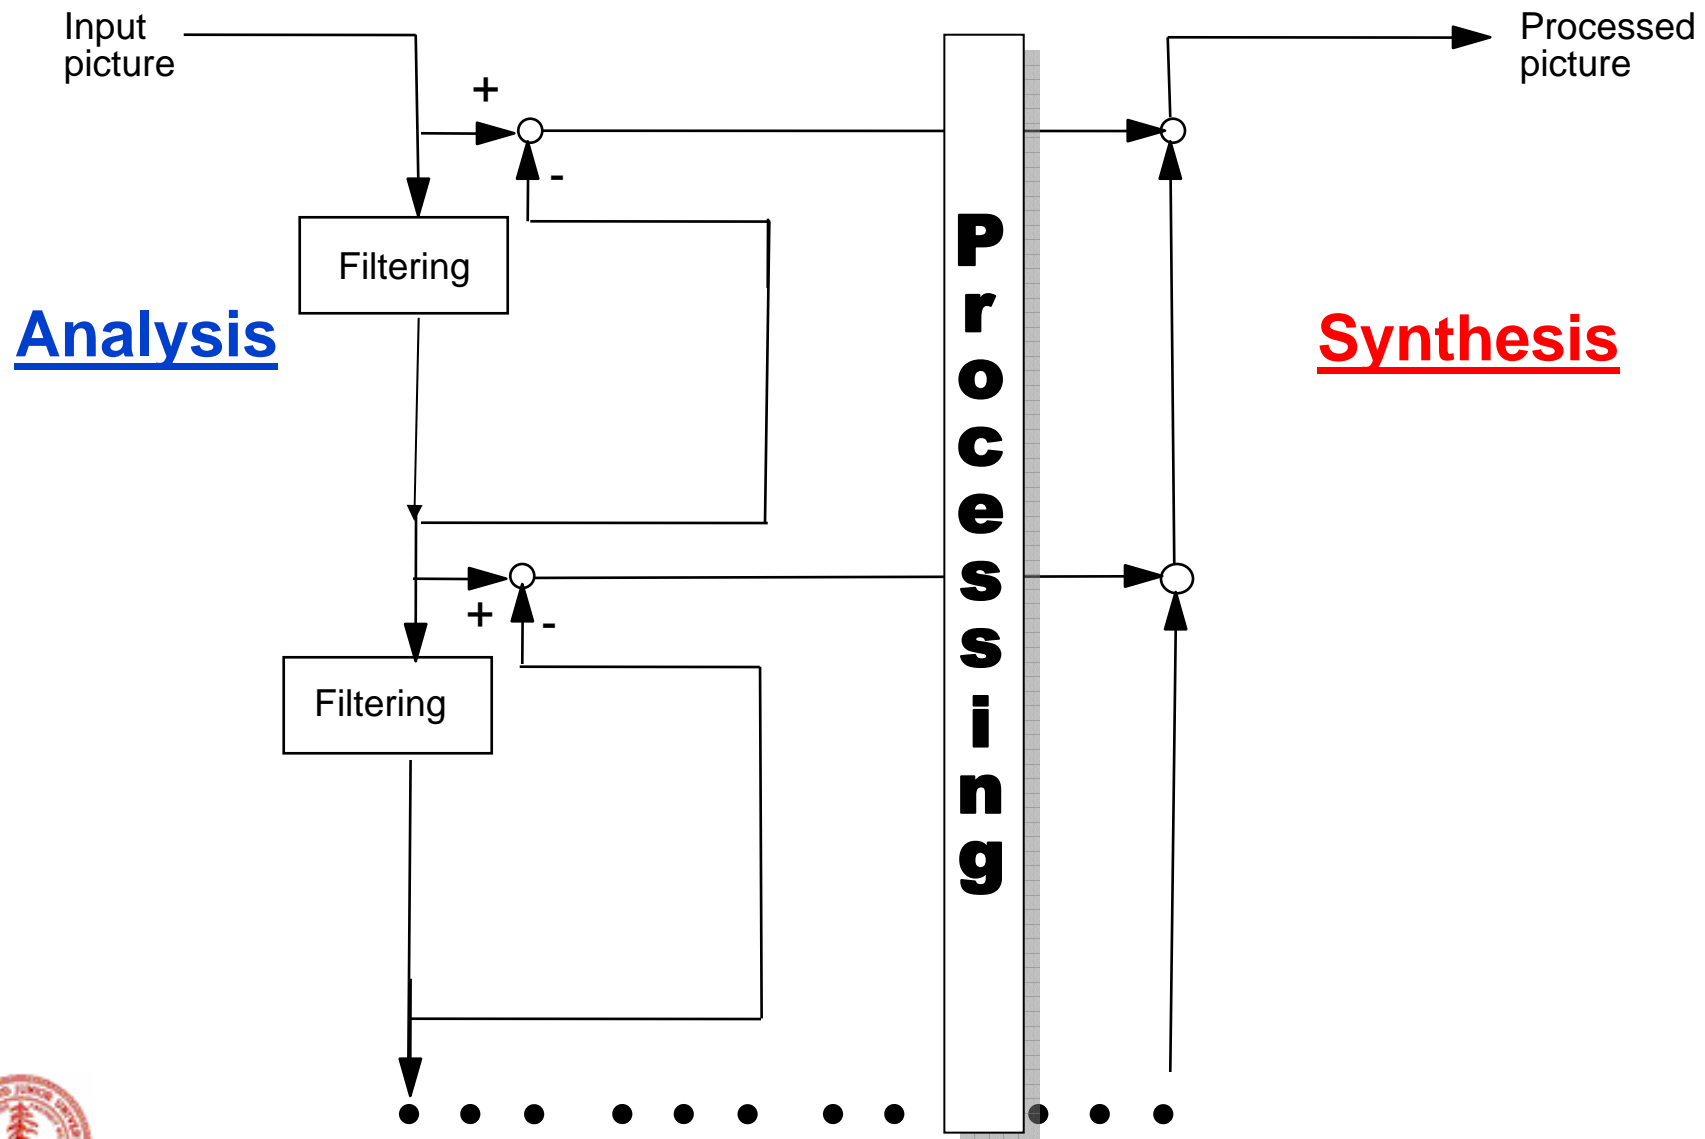 Input
picture
Processed
picture
+
-
Filtering
Analysis
Processing
Synthesis
+
-
Filtering